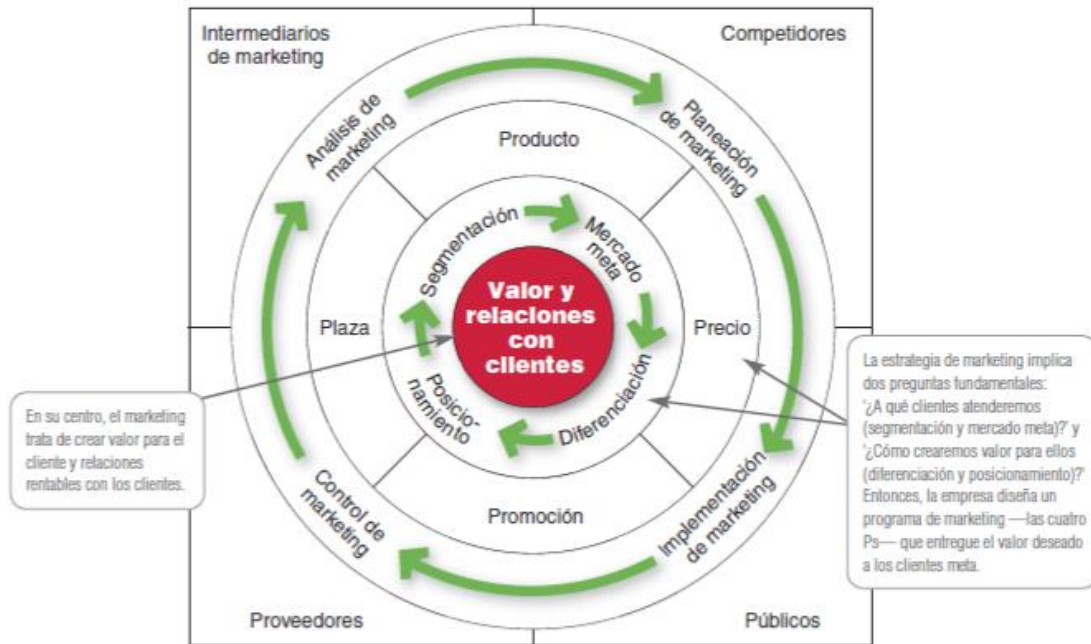 Intermediarios
de marketing
Competidores
Análisis de
marketing
Planeación
de marketing
Producto
Segmentación
Mercado
meta
Valor y
relaciones
con
clientes
Plaza
Precio
Posicio-
namiento
Diferenciación
En su centro, el marketing
trata de crear valor para el
cliente y relaciones
rentables con los clientes.
La estrategia de marketing implica
dos preguntas fundamentales:
'¿A qué clientes atenderemos
(segmentación y mercado meta)?' y
'¿Cómo crearemos valor para ellos
(diferenciación y posicionamiento)?'
Entonces, la empresa diseña un
programa de marketing —las cuatro
Ps— que entregue el valor deseado
a los clientes meta.
Control de
marketing
Promoción
Implementación
de marketing
Proveedores
Públicos